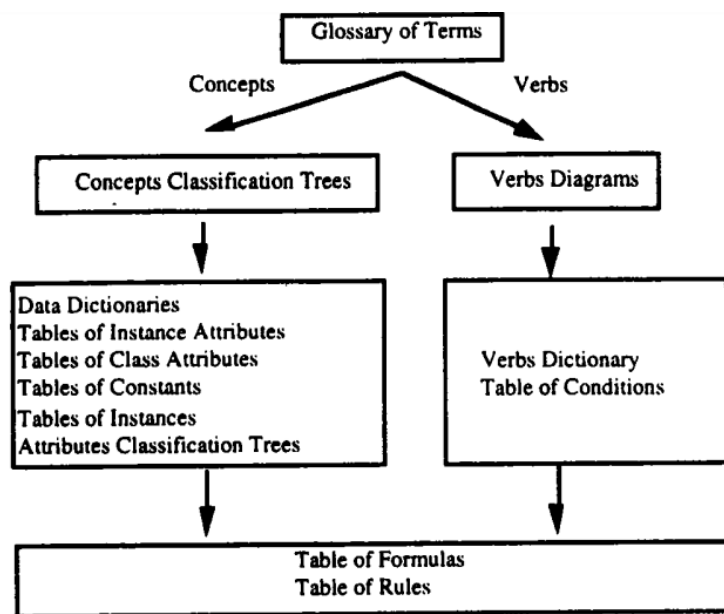 Glossary of Terms
Concepts
Verbs
Concepts Classification Trees
Verbs Diagrams
Data Dictionaries
Tables of Instance Attributes
Tables of Class Attributes
Tables of Constants
Tables of Instances
Attributes Classification Trees
Verbs Dictionary
Table of Conditions
Table of Formulas
Table of Rules